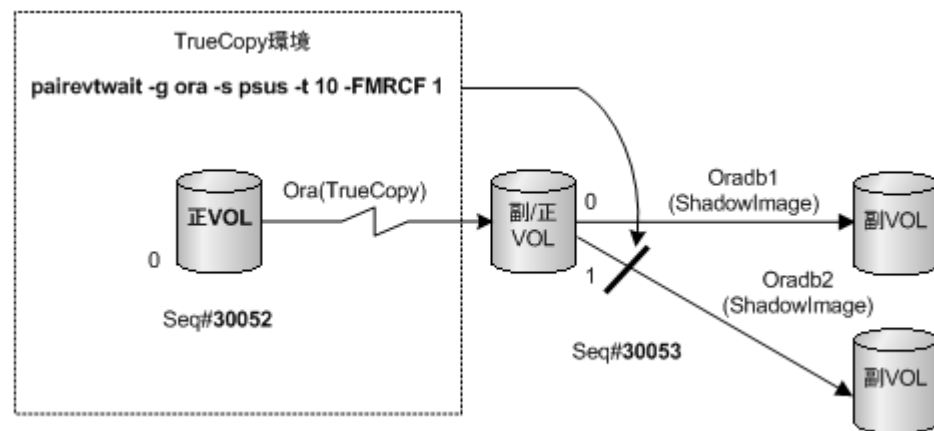 TrueCopy環境
pairevtwait -g ora -s psus -t 10 -FMRCF 1
正VOL
0
Seq#30052
Ora(TrueCopy)
副/正
VOL
0
1
Seq#30053
Oradb1
(ShadowImage)
副VOL
Oradb2
(ShadowImage)
副VOL